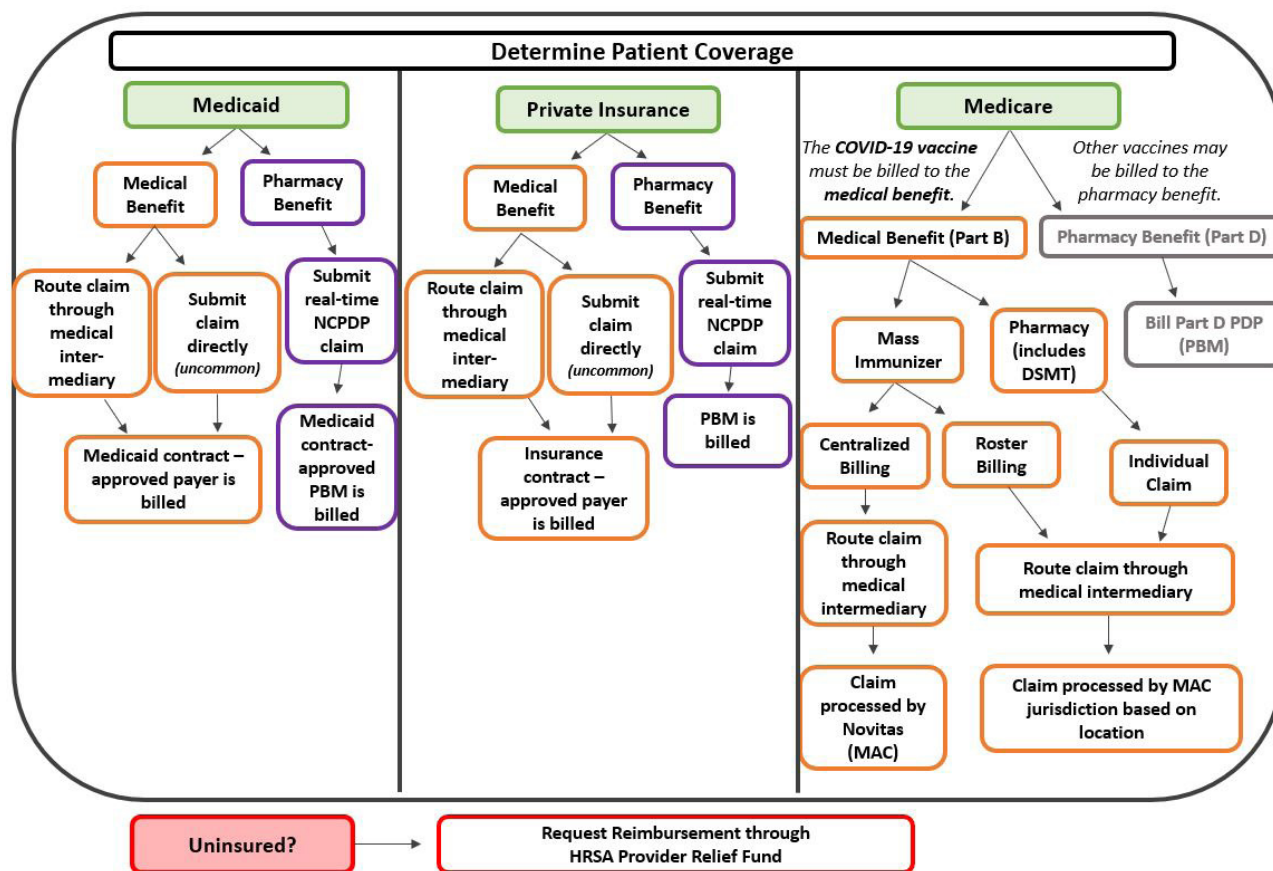 Determine Patient Coverage
Medicaid
Medical
Benefit
Pharmacy
Benefit
Route claim
through
medical
inter-
mediary
Submit
claim
directly
(uncommon)
Submit
real-time
NCPDP
claim
Medicaid contract –
approved payer is
billed
Medicaid
contract-
approved
PBM is
billed
Private Insurance
Medical
Benefit
Pharmacy
Benefit
Route claim
through
medical
inter-
mediary
Submit
claim
directly
(uncommon)
Submit
real-time
NCPDP
claim
PBM is
billed
Insurance
contract –
approved payer
is billed
Medicare
The COVID-19 vaccine
must be billed to the
medical benefit.
Other vaccines may
be billed to the
pharmacy benefit.
Medical Benefit (Part B)
Pharmacy Benefit (Part D)
Mass
Immunizer
Pharmacy
(includes
DSMT)
Bill Part D PDP
(PBM)
Centralized
Billing
Roster
Billing
Individual
Claim
Route claim
through
medical
intermediary
Route claim through
medical intermediary
Claim
processed by
Novitas
(MAC)
Claim processed by MAC
jurisdiction based on
location
Uninsured?
Request Reimbursement through
HRSA Provider Relief Fund